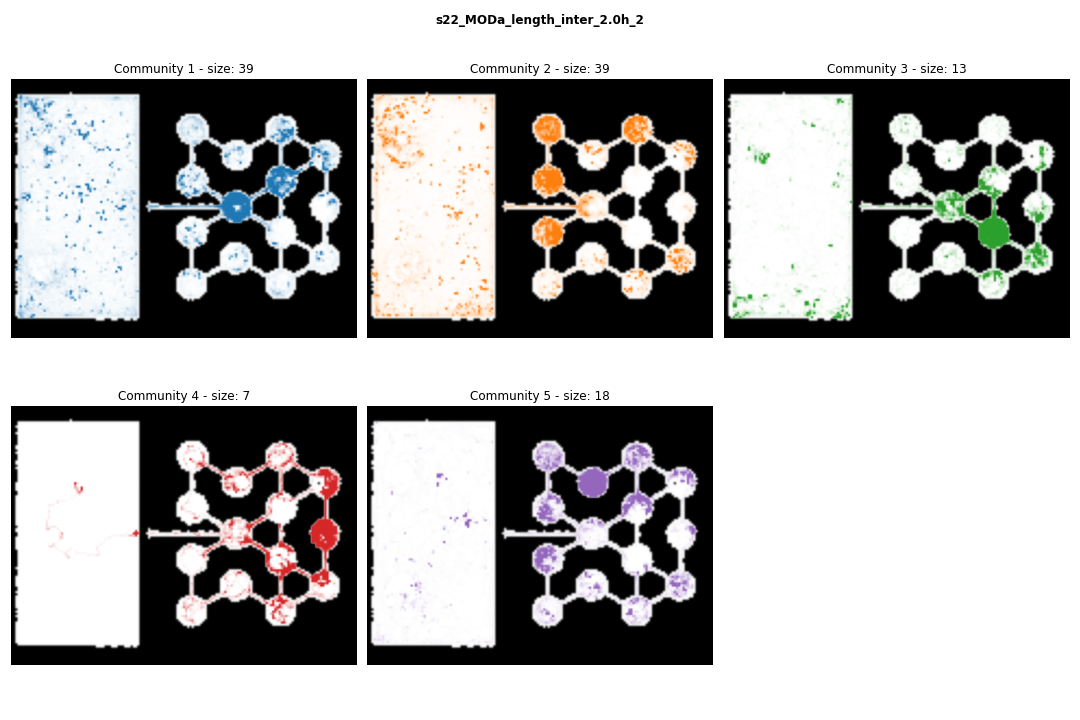 s22_MODa_length_inter_2.0h_2
Community 1 - size: 39
Community 2 - size: 39
Community 3 - size: 13
Community 4 - size: 7
Community 5 - size: 18